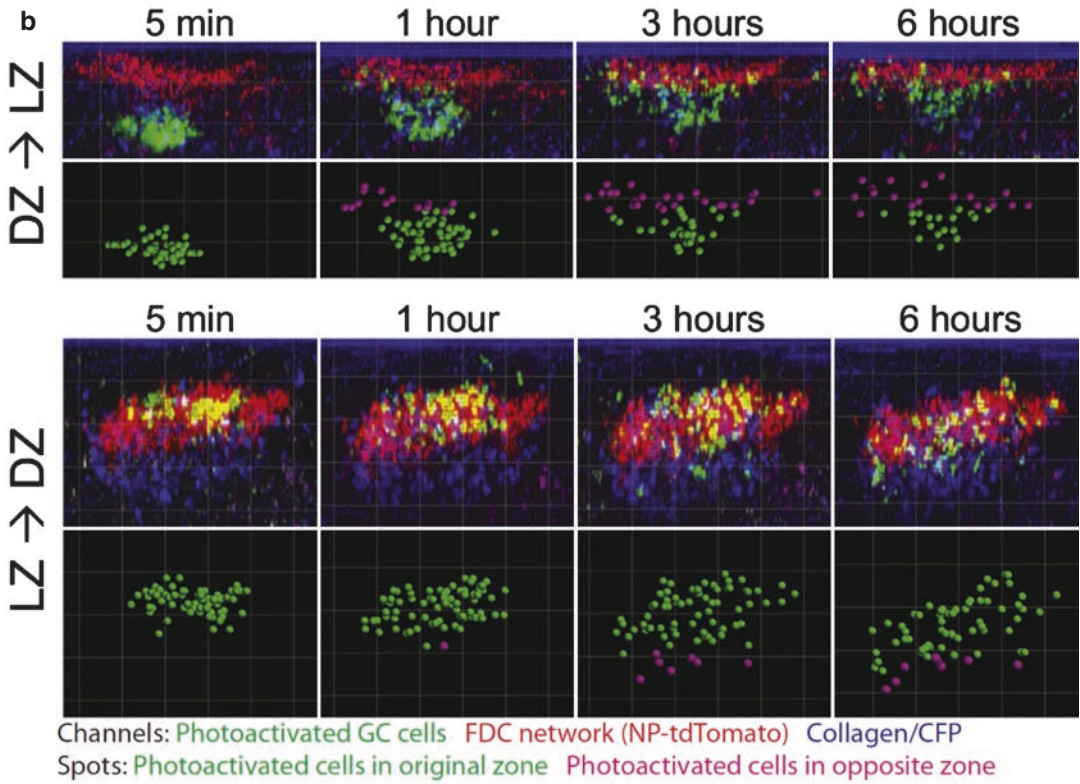 b
5 min 1 hour 3 hours 6 hours
DZ → LZ
5 min 1 hour 3 hours 6 hours
LZ → DZ
Channels: Photoactivated GC cells FDC network (NP-tdTomato) Collagen/CFP
Spots: Photoactivated cells in original zone Photoactivated cells in opposite zone